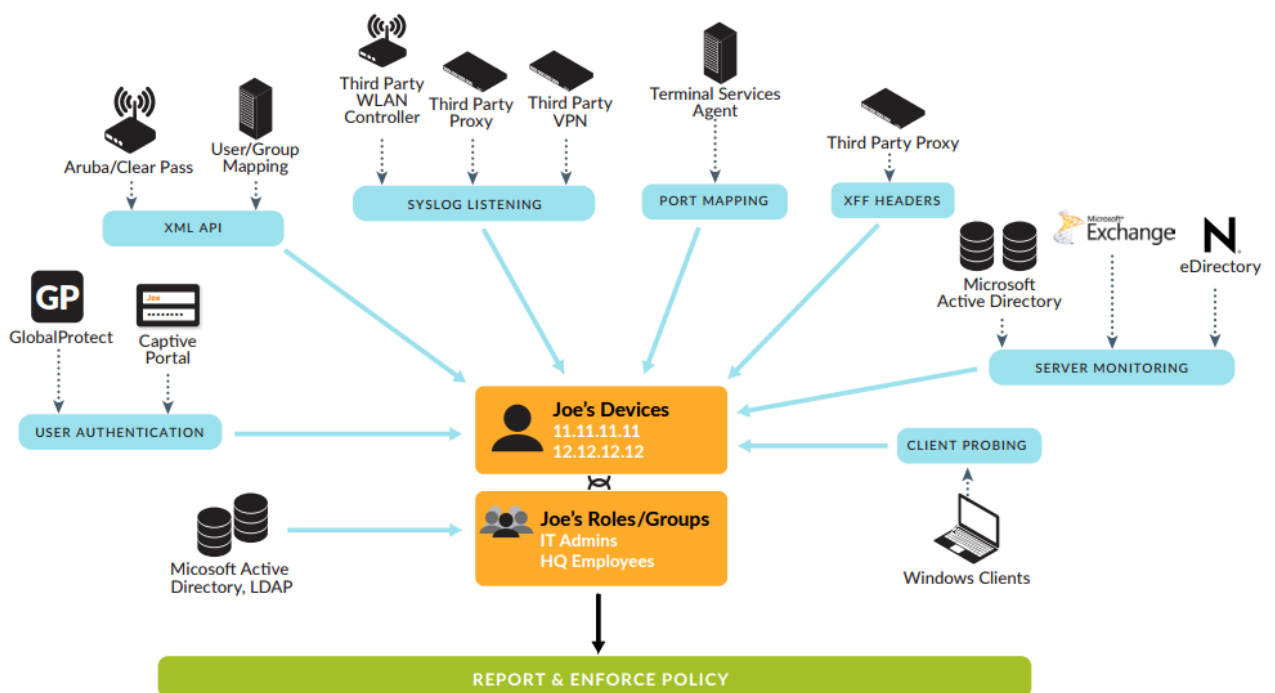 Third Party
WLAN
Controller
Third Party
Proxy
Third Party
VPN
Terminal Services
Agent
Third Party Proxy
Aruba/Clear Pass
User/Group
Mapping
SYSLOG LISTENING
PORT MAPPING
XFF HEADERS
XML API
Microsoft®
Exchange
N
eDirectory
Microsoft
Active Directory
GP
GlobalProtect
Joe
••••••••
Captive
Portal
SERVER MONITORING
USER AUTHENTICATION
Joe's Devices
11.11.11.11
12.12.12.12
CLIENT PROBING
Micosoft Active
Directory, LDAP
Joe's Roles/Groups
IT Admins
HQ Employees
Windows Clients
REPORT & ENFORCE POLICY